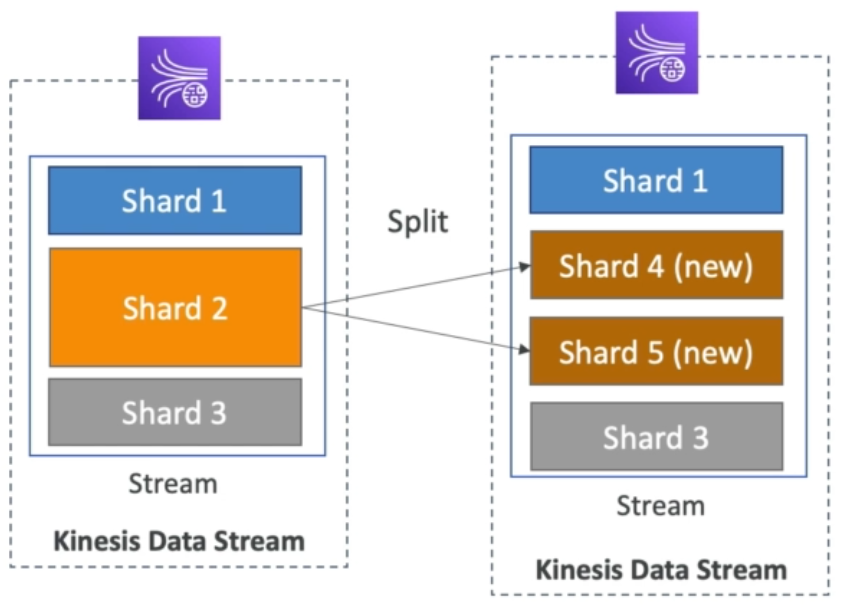 Shard 1
Shard 2
Shard 3
Stream
Kinesis Data Stream
Split
Shard 1
Shard 4 (new)
Shard 5 (new)
Shard 3
Stream
Kinesis Data Stream